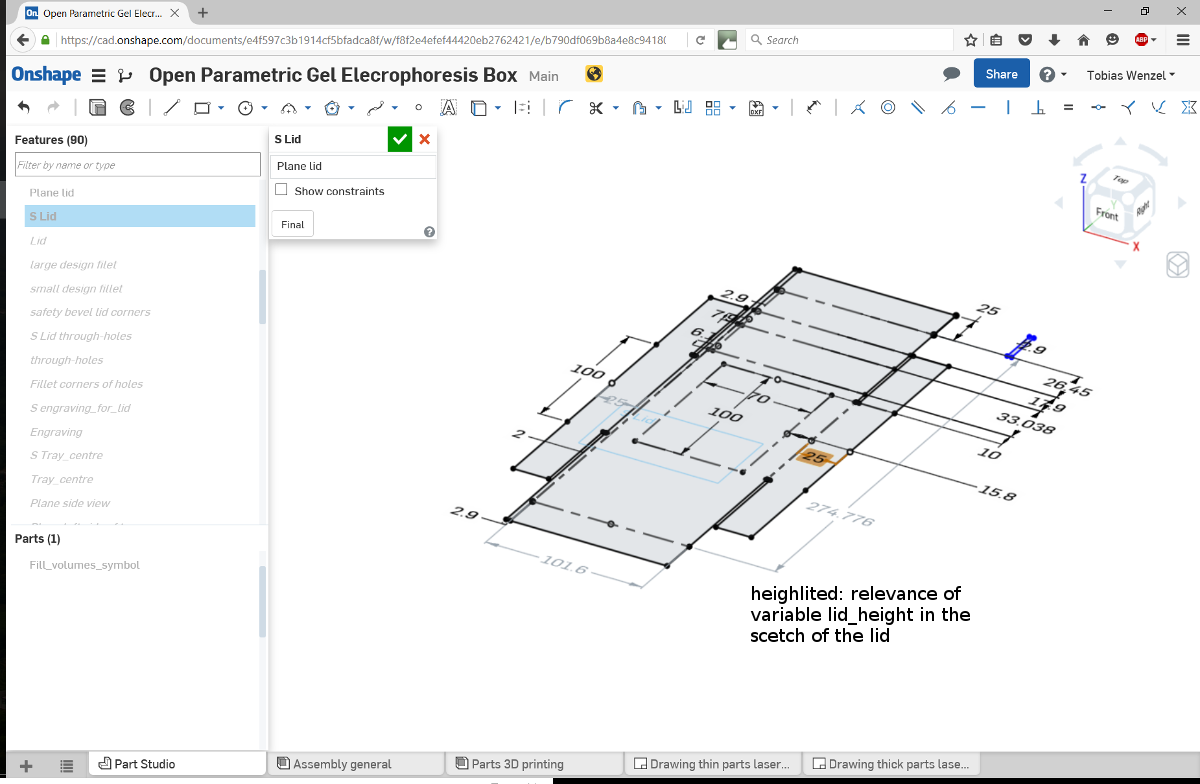 Open Parametric Gel Elecr...
https://cad.onshape.com/documents/e4f597c3b1914cf5bfadca8f/w/f8f2e4efef44420eb2762421/e/b790df069b8a4e8c9418(
Search
ABP
Onshape
Open Parametric Gel Elecrophoresis Box
Main
Share
Tobias Wenzel
DXF
Features (90)
Filter by name or type
Plane lid
S Lid
Lid
large design filet
small design fillet
safety bevel lid corners
S Lid through-holes
through-holes
Fillet corners of holes
S engraving_for_lid
Engraving
S Tray_centre
Tray_centre
Plane side view
Parts (1)
Fill_volumes_symbol
S Lid
Plane lid
Show constraints
Final
Z
Top
Front
Right
Y
X
2.9
25
2.9
100
70
100
25
26.45
17.9
33.038
10
2
25
15.8
2.9
274.776
101.6
heighlited: relevance of
variable lid_height in the
scetch of the lid
Part Studio
Assembly general
Parts 3D printing
Drawing thin parts laser...
Drawing thick parts lase...